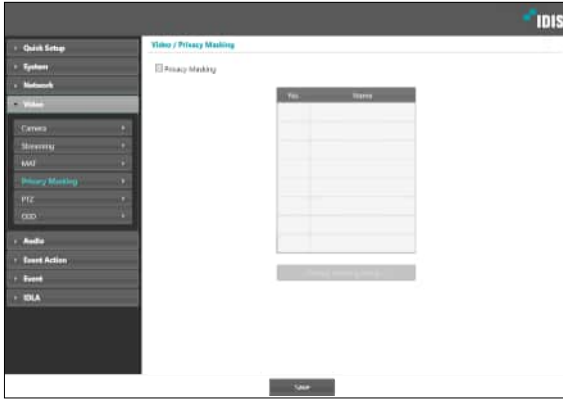 IDIS
Quick Setup
System
Network
Video
Camera
Streaming
MAT
Privacy Masking
PTZ
Audio
Event Action
Event
IDLA
Video / Privacy Masking
Privacy Masking
No. Name
Save